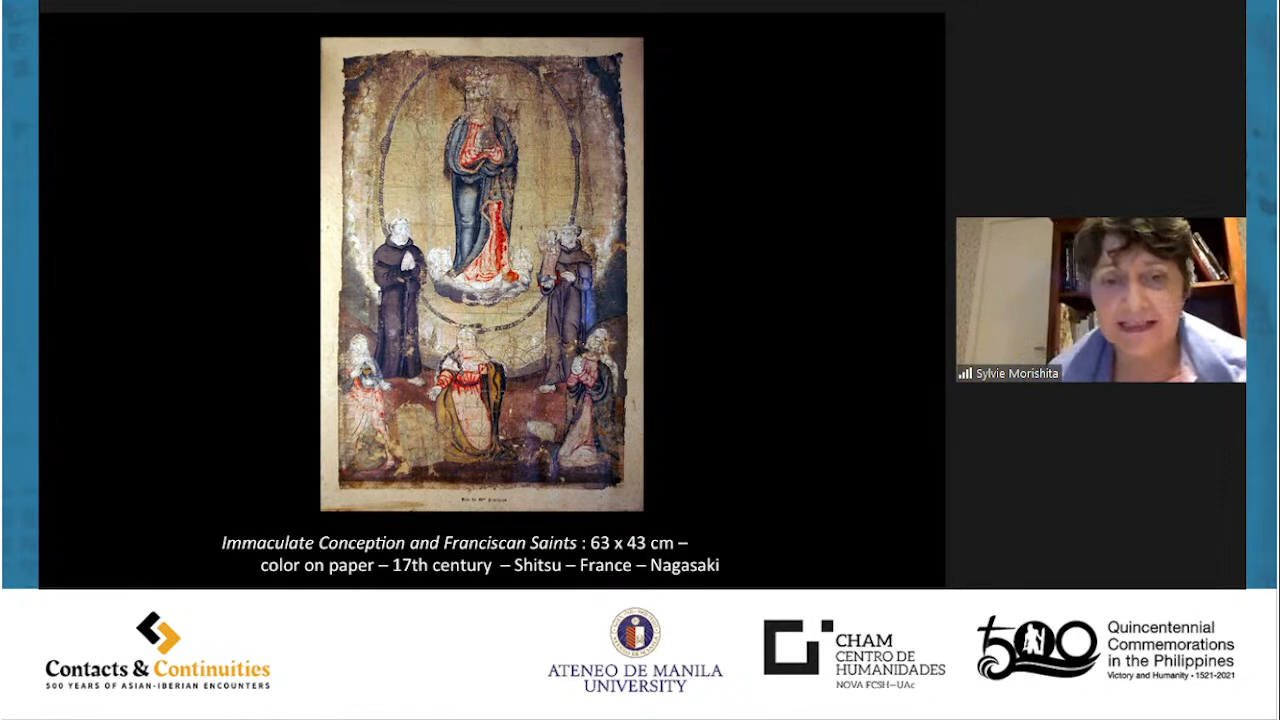 Immaculate Conception and Franciscan Saints : 63 x 43 cm –
color on paper – 17th century – Shitsu – France – Nagasaki
Sylvie Morishita
Contacts & Continuities
500 YEARS OF ASIAN-IBERIAN ENCOUNTERS
ATENEO DE MANILA
UNIVERSITY
CHAM
CENTRO DE
HUMANIDADES
NOVA FCSH—UAc
500
Quincentennial
Commemorations
in the Philippines
Victory and Humanity • 1521-2021